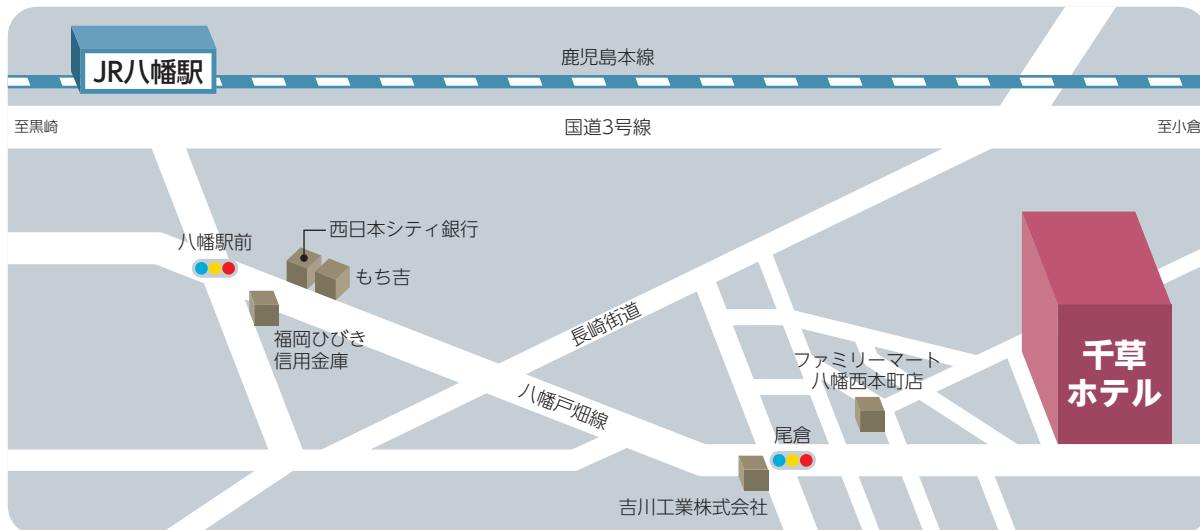 JR八幡駅
鹿児島本線
至黒崎
国道3号線
至小倉
八幡駅前
西日本シティ銀行
もち吉
福岡ひびき
信用金庫
長崎街道
八幡戸畑線
ファミリーマート
八幡西本町店
千草
ホテル
尾倉
吉川工業株式会社